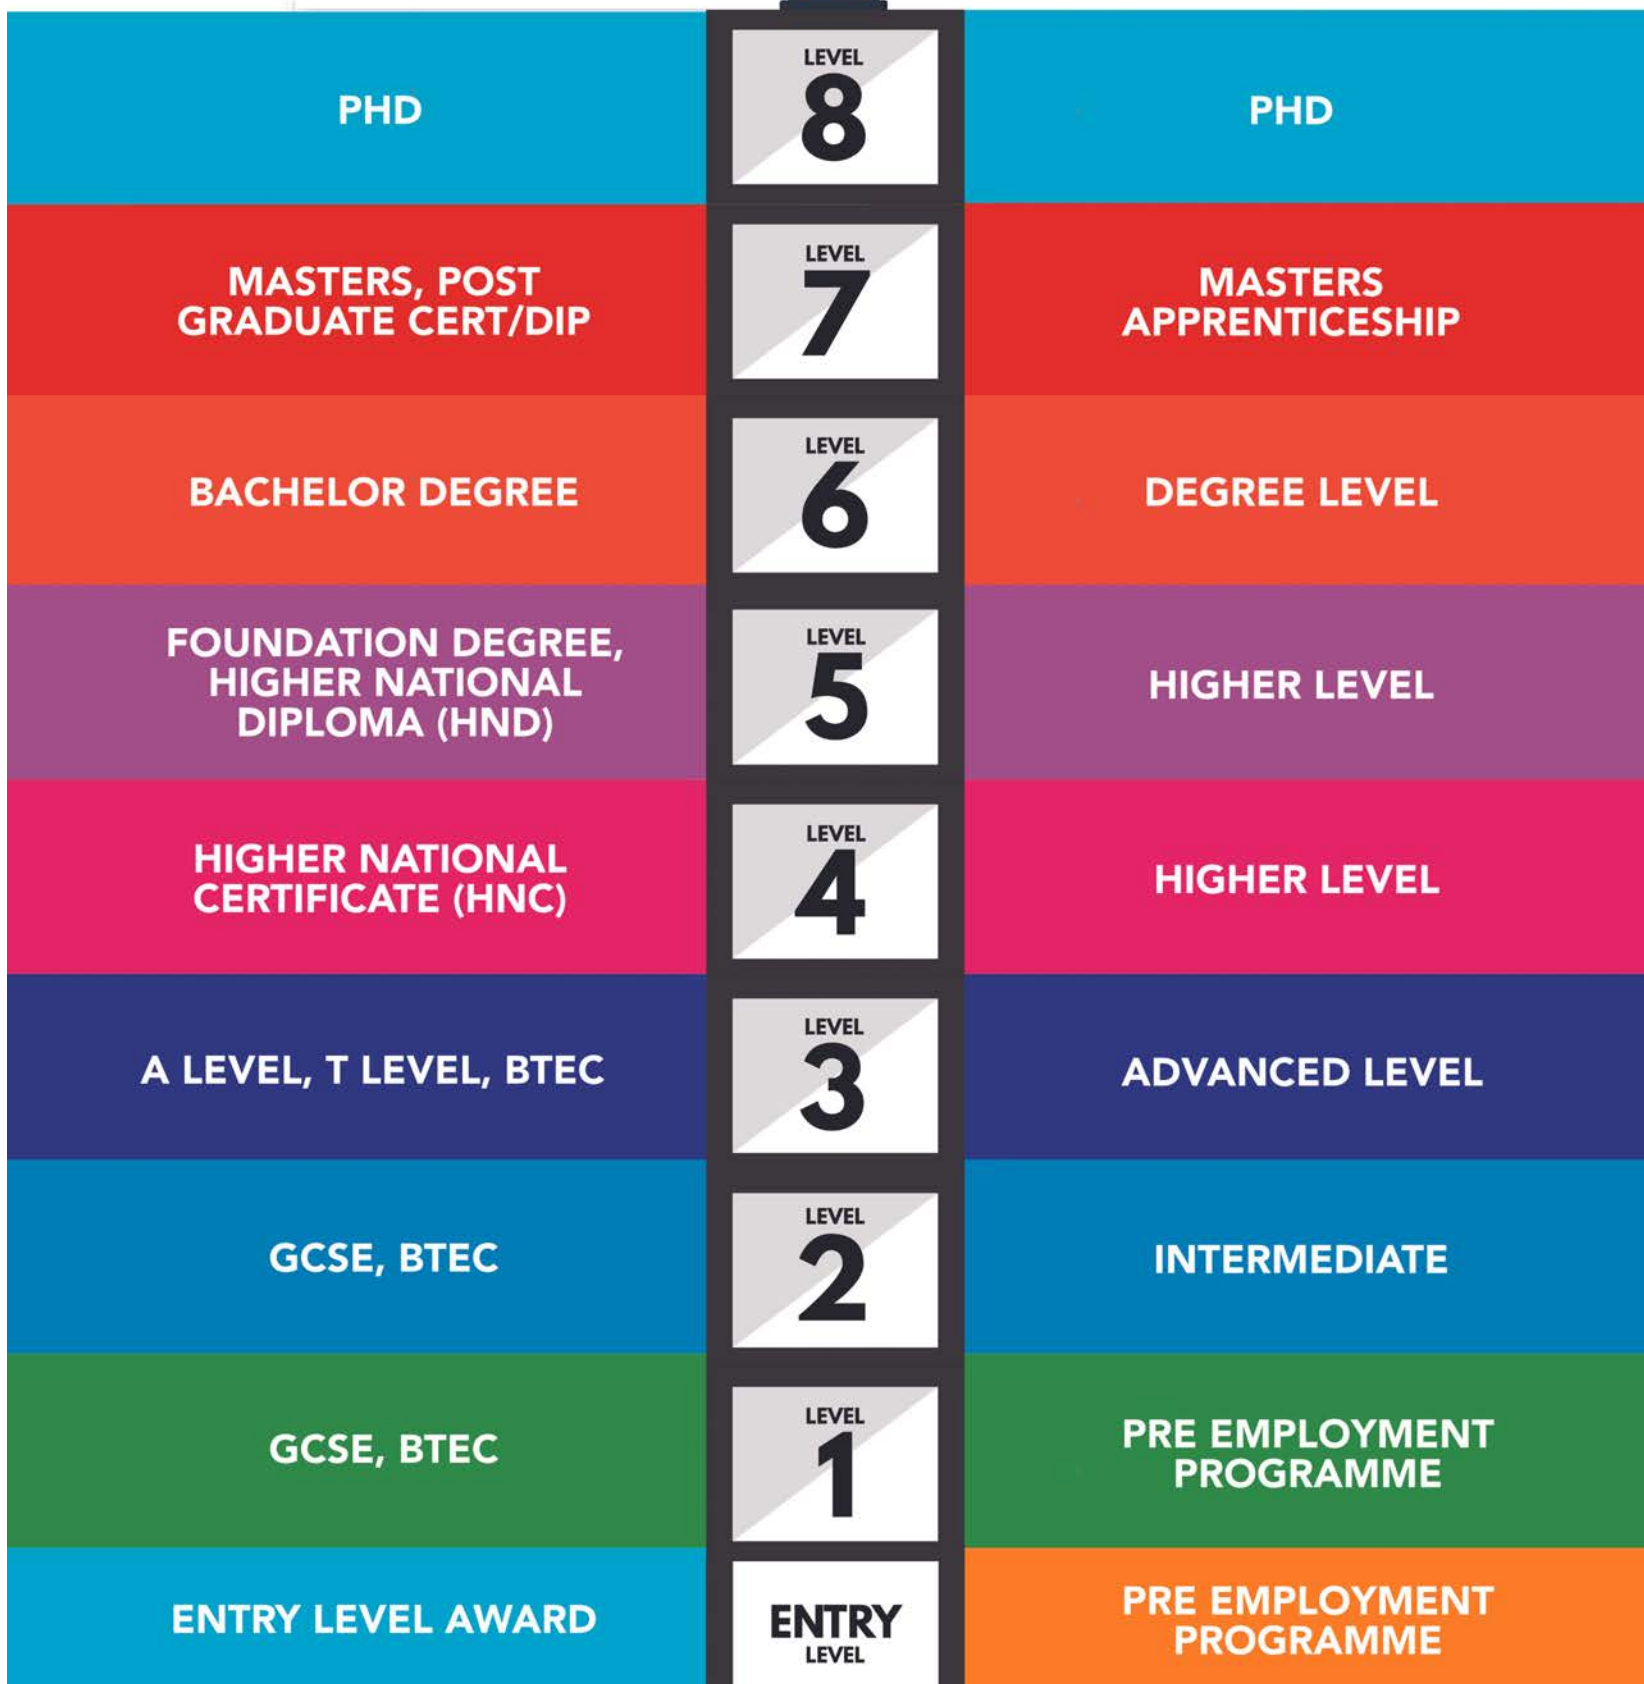 PHD
LEVEL
8
PHD
MASTERS, POST
GRADUATE CERT/DIP
LEVEL
7
MASTERS
APPRENTICESHIP
BACHELOR DEGREE
LEVEL
6
DEGREE LEVEL
FOUNDATION DEGREE,
HIGHER NATIONAL
DIPLOMA (HND)
LEVEL
5
HIGHER LEVEL
HIGHER NATIONAL
CERTIFICATE (HNC)
LEVEL
4
HIGHER LEVEL
A LEVEL, T LEVEL, BTEC
LEVEL
3
ADVANCED LEVEL
GCSE, BTEC
LEVEL
2
INTERMEDIATE
GCSE, BTEC
LEVEL
1
PRE EMPLOYMENT
PROGRAMME
ENTRY LEVEL AWARD
ENTRY
LEVEL
PRE EMPLOYMENT
PROGRAMME